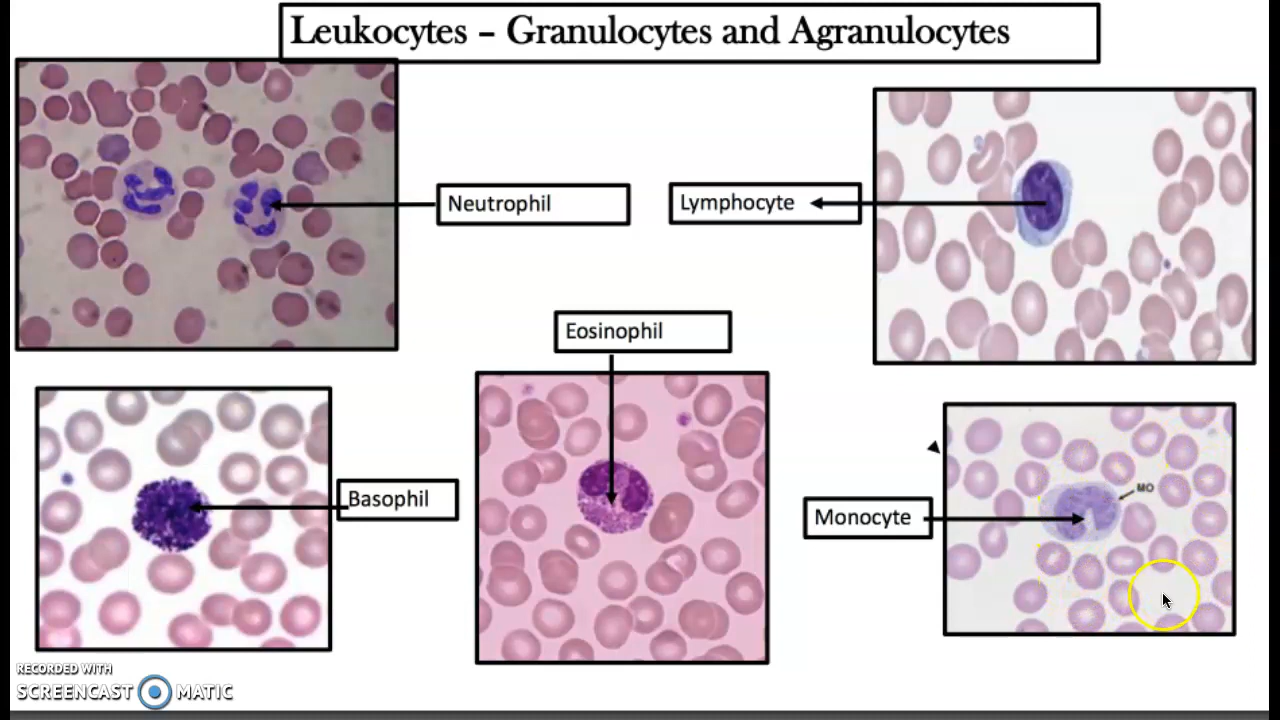 Leukocytes – Granulocytes and Agranulocytes
Neutrophil
Lymphocyte
Eosinophil
Basophil
Monocyte
MO
RECORDED WITH
SCREENCAST MATIC